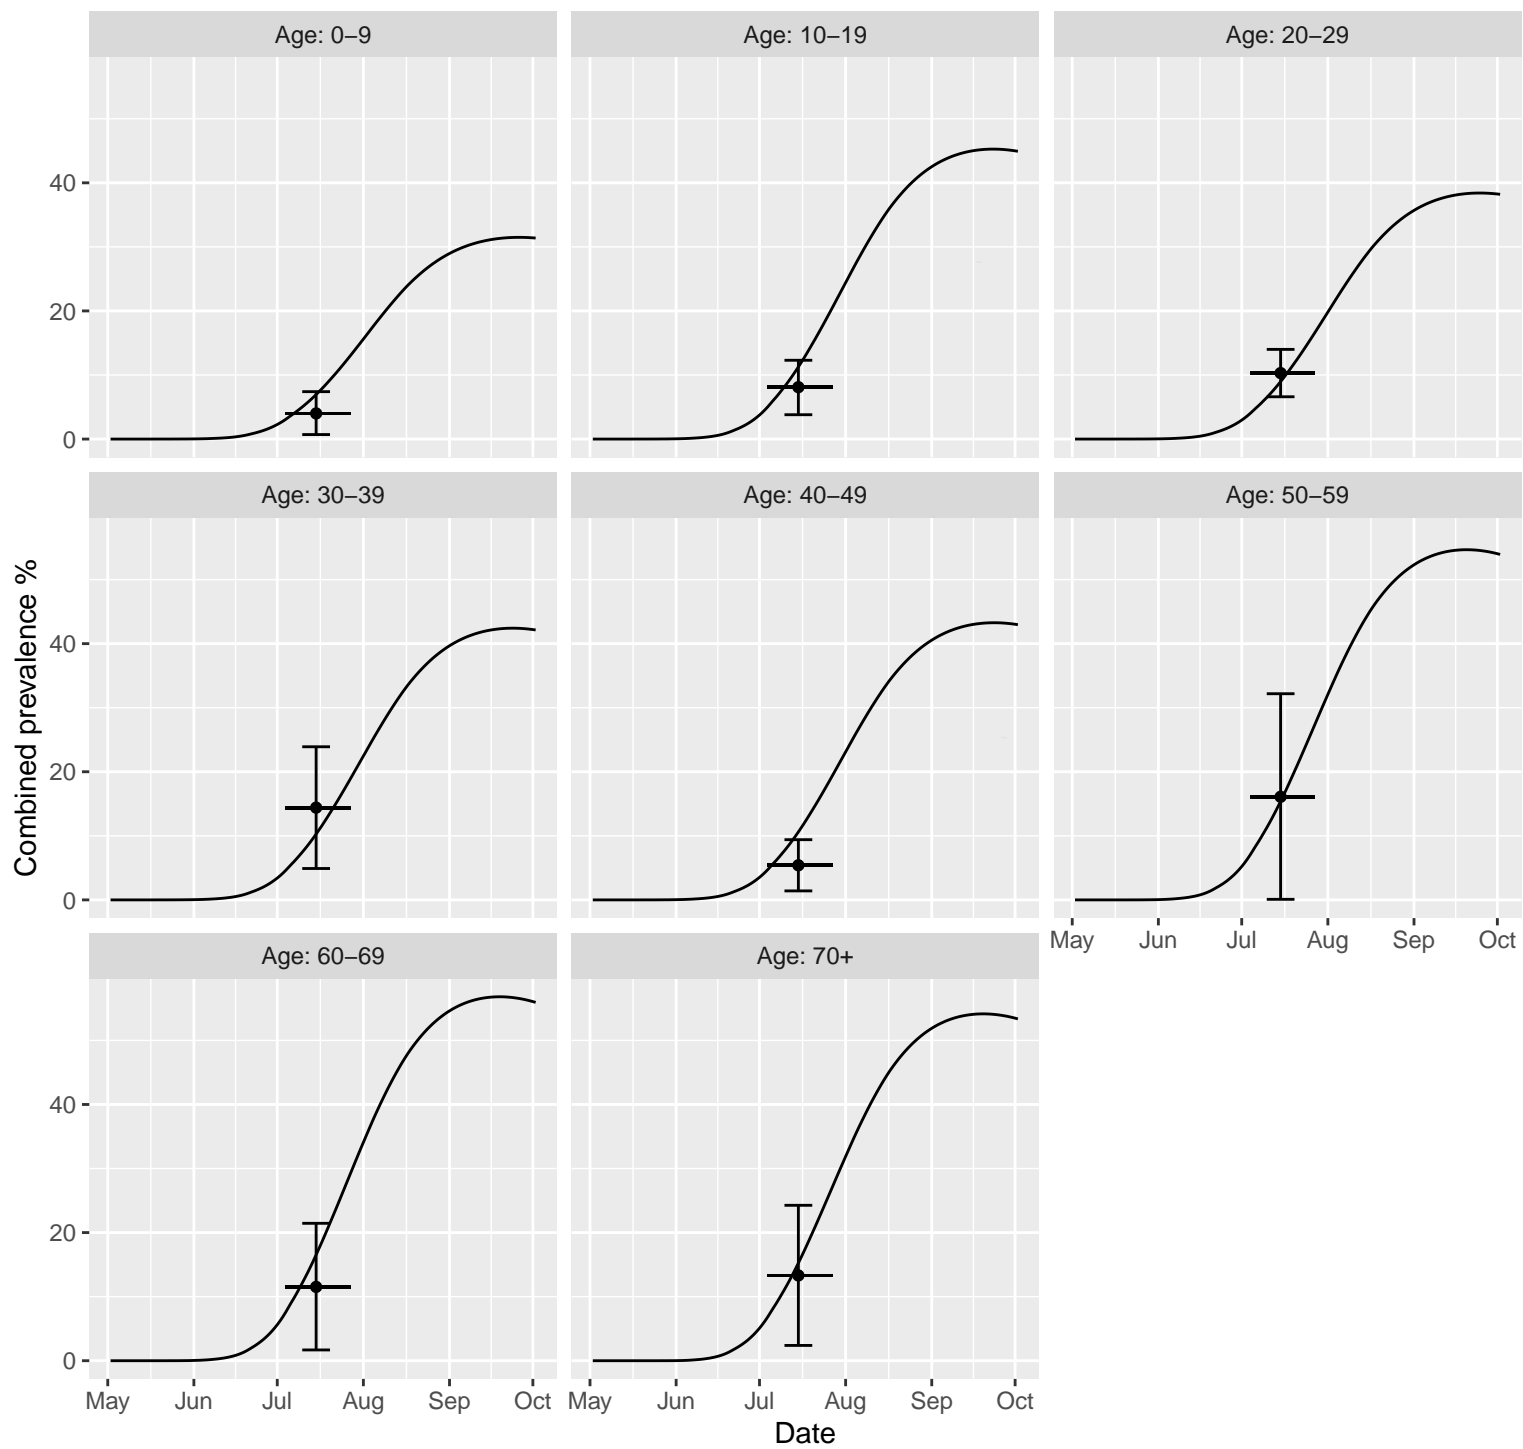 Age: 0–9
Age: 10–19
Age: 20–29
40
20
0
Age: 30–39
Age: 40–49
Age: 50–59
Combined prevalence %
40
20
0
May Jun Jul Aug Sep Oct
Age: 60–69
Age: 70+
40
20
0
May Jun Jul Aug Sep Oct
May Jun Jul Aug Sep Oct
Date